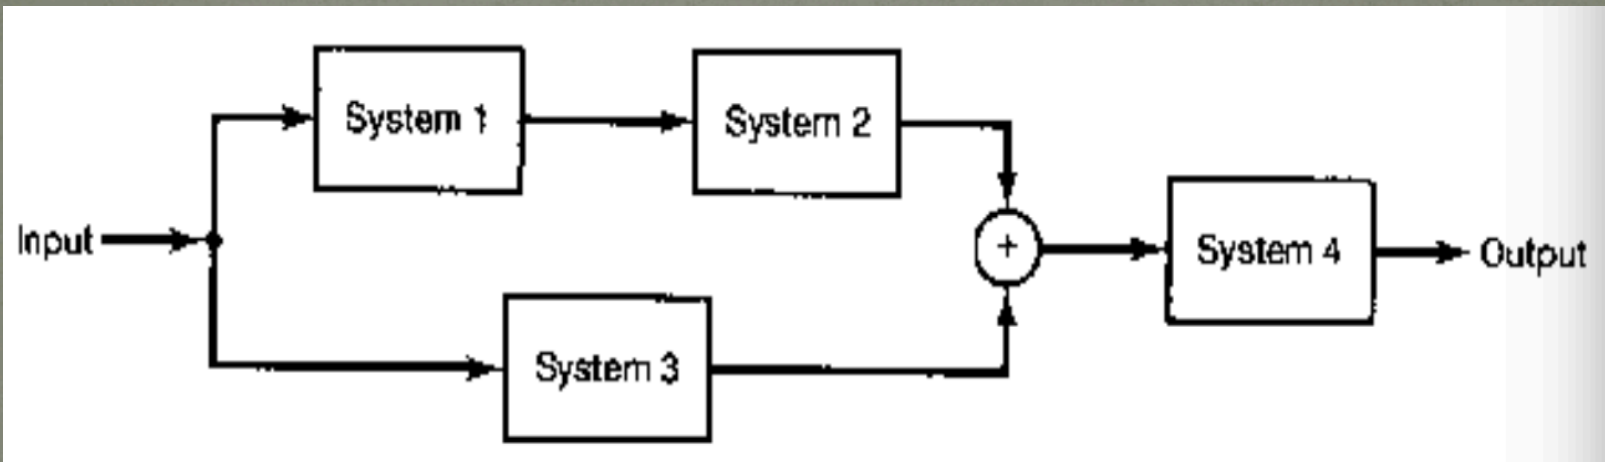 System 1
System 2
Input
+
System 4
Output
System 3